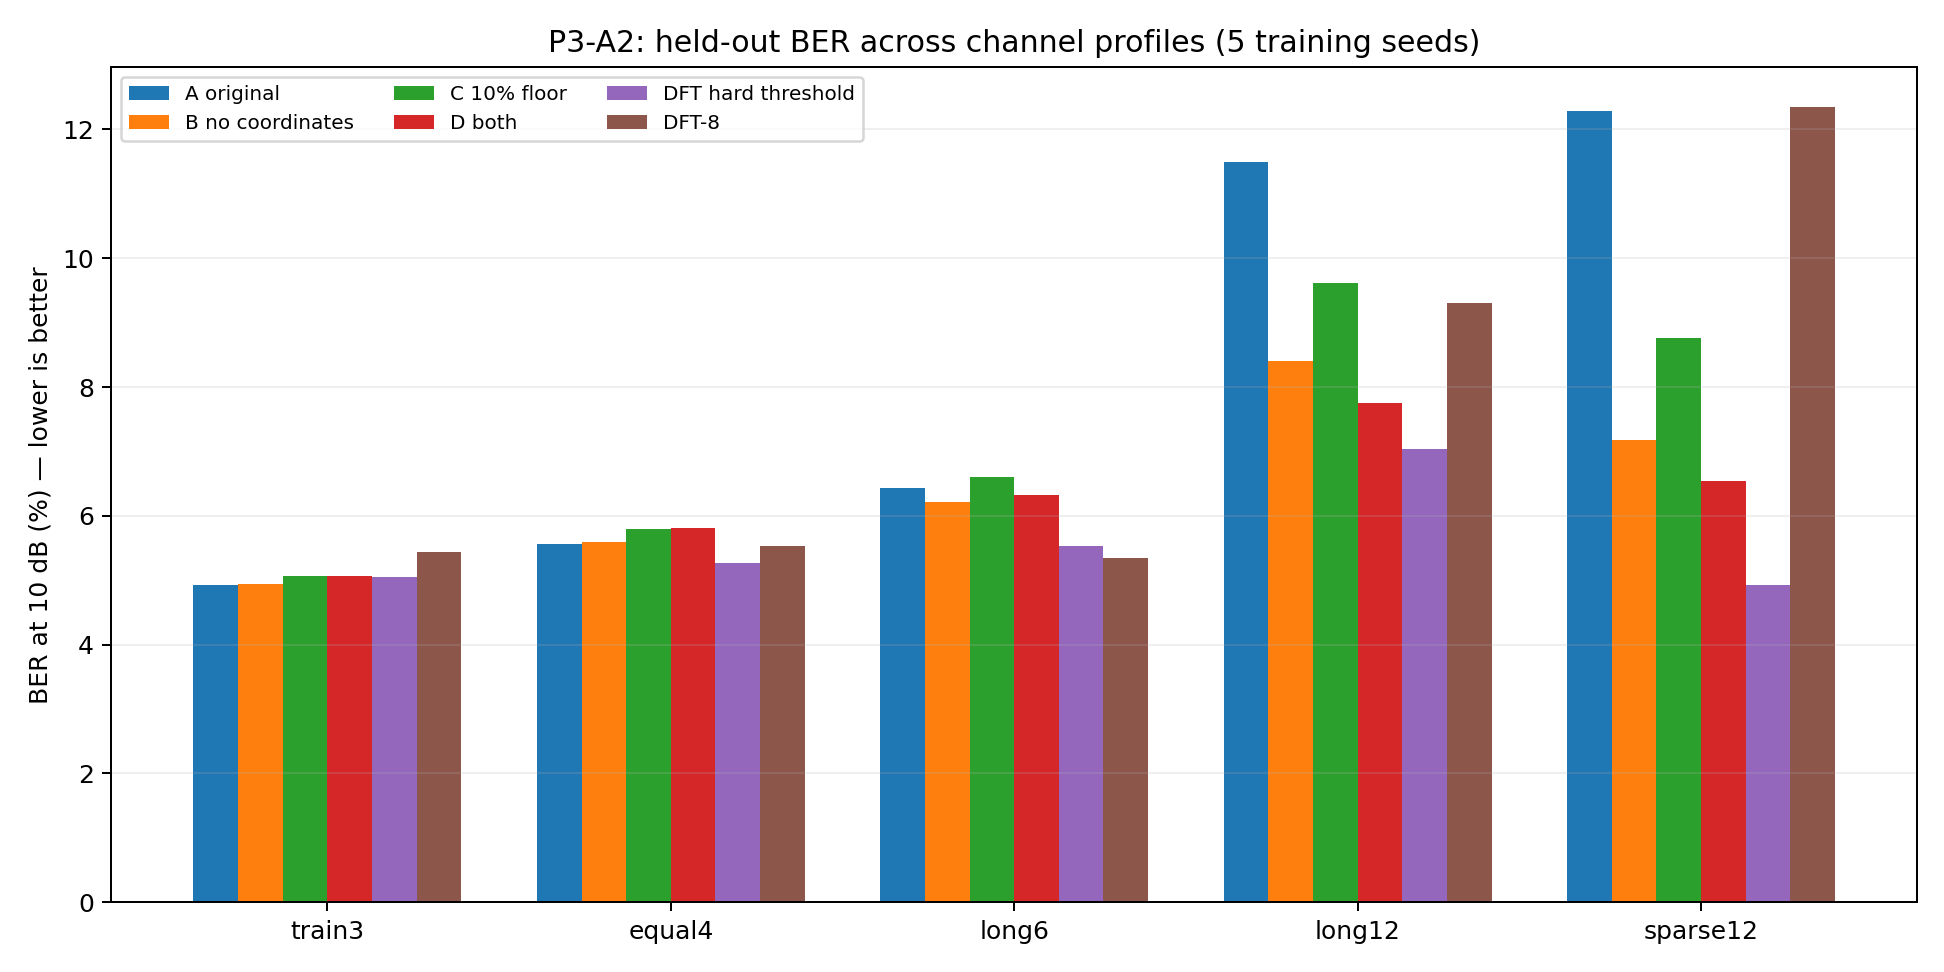 P3-A2: held-out BER across channel profiles (5 training seeds)
A original
B no coordinates
C 10% floor
D both
DFT hard threshold
DFT-8
BER at 10 dB (%) — lower is better
12
10
8
6
4
2
0
train3
equal4
long6
long12
sparse12